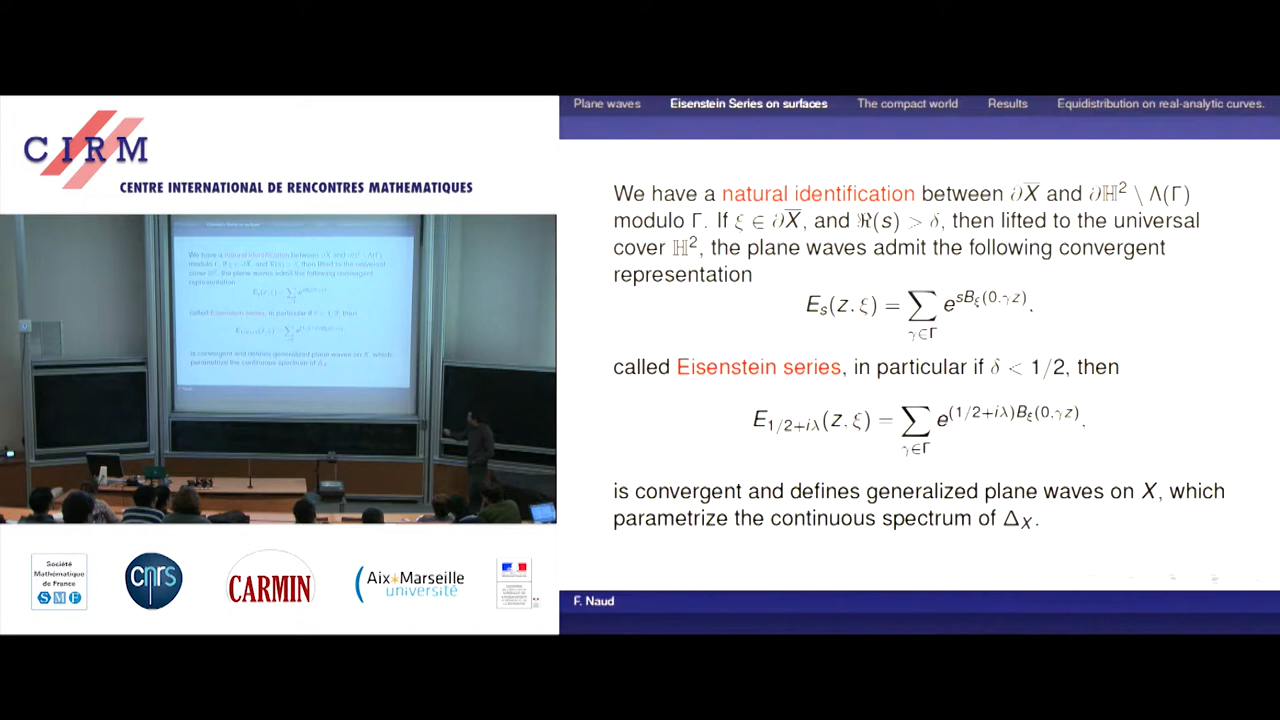 CIRM
CENTRE INTERNATIONAL DE RENCONTRES MATHEMATIQUES
Plane waves Eisenstein Series on surfaces The compact world Results Equidistribution on real-analytic curves.
We have a natural identification between ∂X̅ and ∂ℍ² \ Λ(Γ)
modulo Γ. If ξ ∈ ∂X̅, and ℜ(s) > δ, then lifted to the universal
cover ℍ², the plane waves admit the following convergent
representation
E_s(z, ξ) = ∑_{γ∈Γ} e^{sB_ξ(0,γz)}.
called Eisenstein series, in particular if δ < 1/2, then
E_{1/2+iλ}(z, ξ) = ∑_{γ∈Γ} e^{(1/2+iλ)B_ξ(0,γz)}.
is convergent and defines generalized plane waves on X, which
parametrize the continuous spectrum of Δ_X.
F. Naud
Société
Mathématique
de France
SMF
cnrs
CARMIN
Aix*Marseille
université